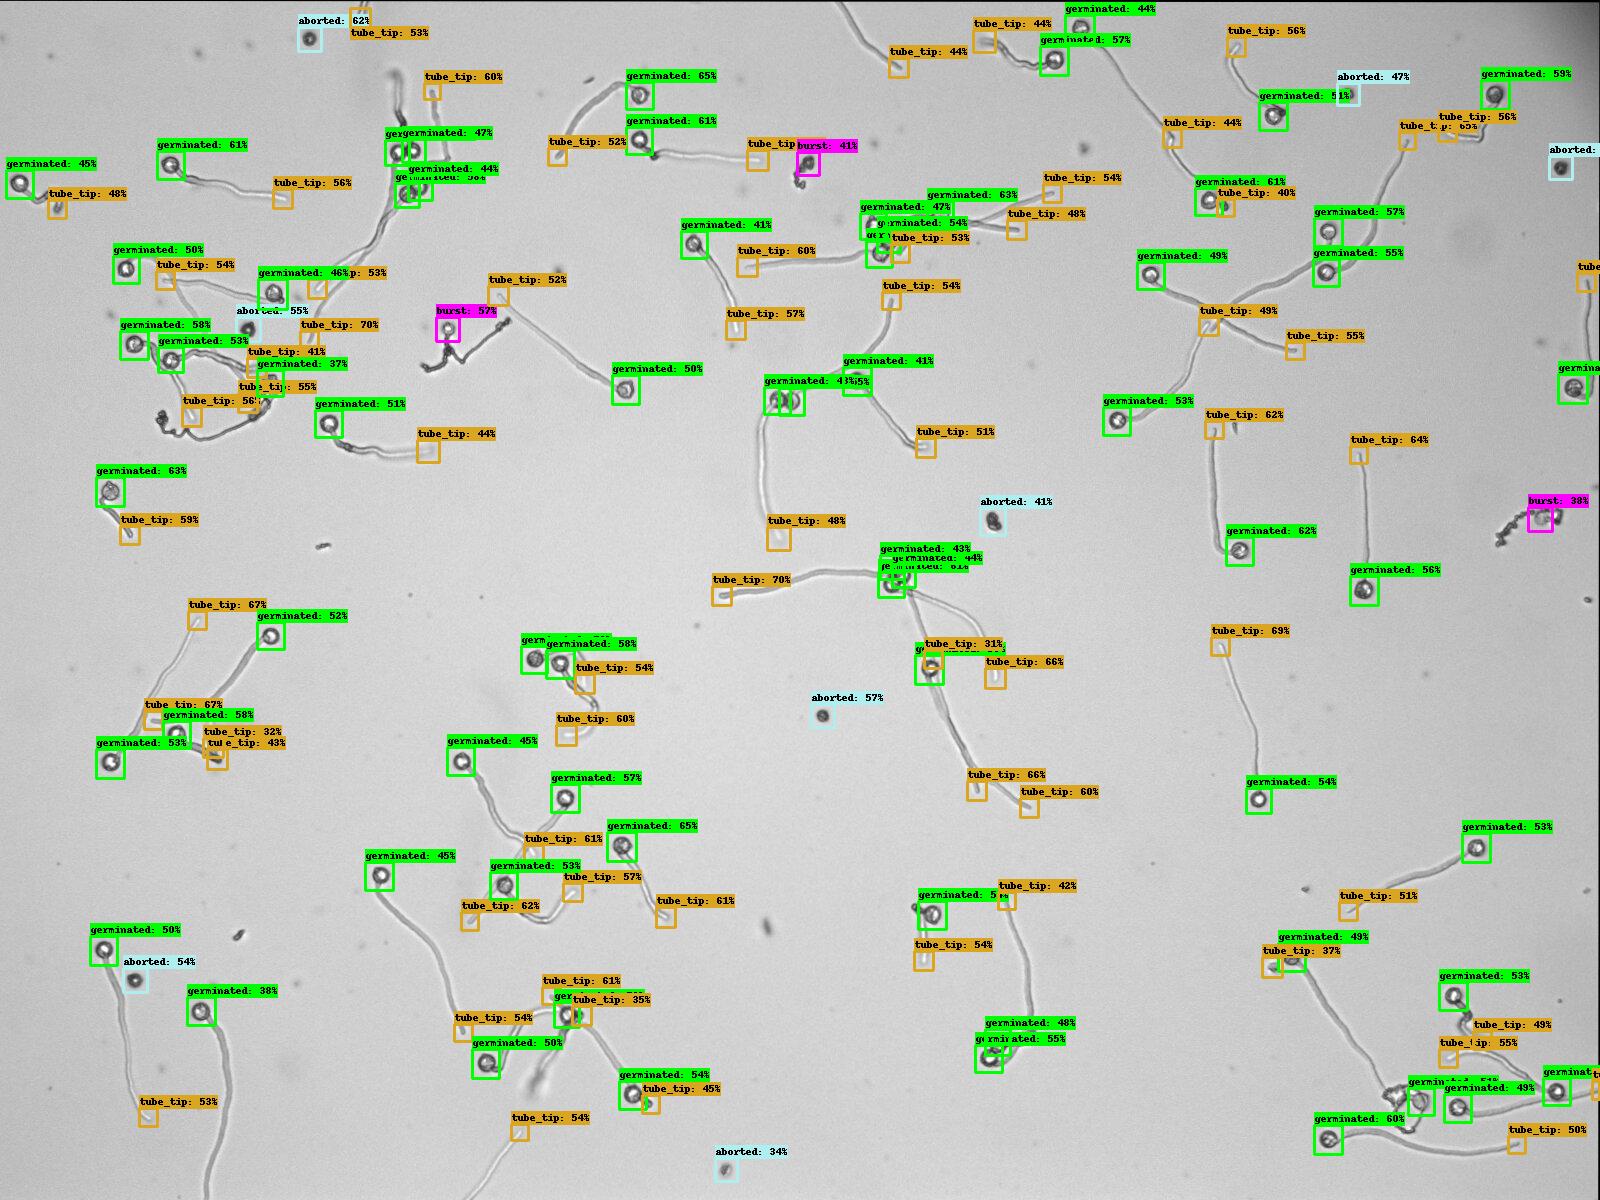 germinated: 44%
aborted: 62%
tube_tip: 44%
tube_tip: 53%
tube_tip: 56%
germinated: 57%
tube_tip: 44%
tube_tip: 60%
germinated: 65%
aborted: 47%
germinated: 59%
germinated: 51%
tube_tip: 56%
germinated: 61%
tube_tip: 44%
germinated: 47%
germinated: 61%
tube_tip: 52%
burst: 41%
aborted:
germinated: 45%
germinated: 44%
tube_tip: 54%
tube_tip: 56%
germinated: 61%
tube_tip: 48%
tube_tip: 40%
germinated: 63%
germinated: 47%
tube_tip: 48%
germinated: 57%
germinated: 41%
germinated: 54%
tube_tip: 53%
germinated: 50%
tube_tip: 60%
germinated: 49%
germinated: 55%
tube_tip: 54%
germinated: 46%
tube_tip: 52%
tube_tip: 54%
aborted: 55%
burst: 57%
tube_tip: 57%
tube_tip: 49%
germinated: 58%
tube_tip: 70%
tube_tip: 55%
germinated: 53%
tube_tip: 41%
germinated: 37%
germinated: 41%
germinated: 50%
tube_tip: 55%
tube_tip: 56%
germinated: 51%
germinated: 53%
tube_tip: 62%
tube_tip: 44%
tube_tip: 51%
tube_tip: 64%
germinated: 63%
aborted: 41%
burst: 38%
tube_tip: 59%
tube_tip: 48%
germinated: 62%
germinated: 43%
germinated: 44%
germinated: 56%
tube_tip: 70%
tube_tip: 67%
germinated: 52%
tube_tip: 69%
germinated: 58%
tube_tip: 31%
tube_tip: 54%
tube_tip: 66%
aborted: 57%
tube_tip: 67%
germinated: 58%
tube_tip: 60%
tube_tip: 32%
germinated: 53%
tube_tip: 43%
germinated: 45%
germinated: 57%
tube_tip: 66%
germinated: 54%
tube_tip: 60%
germinated: 65%
germinated: 53%
tube_tip: 61%
germinated: 45%
germinated: 53%
tube_tip: 57%
tube_tip: 42%
tube_tip: 51%
tube_tip: 62%
tube_tip: 61%
germinated: 50%
germinated: 49%
tube_tip: 54%
tube_tip: 37%
aborted: 54%
germinated: 53%
tube_tip: 61%
germinated: 38%
tube_tip: 35%
tube_tip: 54%
germinated: 48%
tube_tip: 49%
germinated: 50%
germinated: 55%
tube_tip: 55%
germinated: 54%
germinated: 49%
tube_tip: 45%
tube_tip: 53%
tube_tip: 54%
germinated: 60%
tube_tip: 50%
aborted: 34%